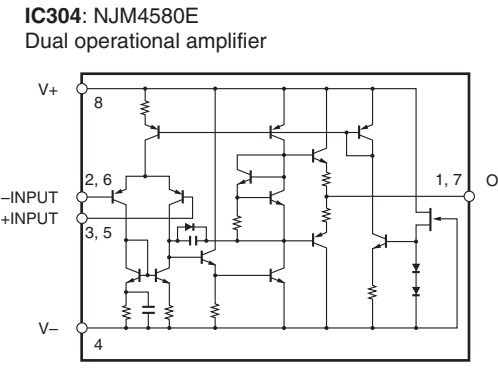 IC304: NJM4580E
Dual operational amplifier
V+
8
2, 6
–INPUT
+INPUT
3, 5
1, 7
O
V–
4